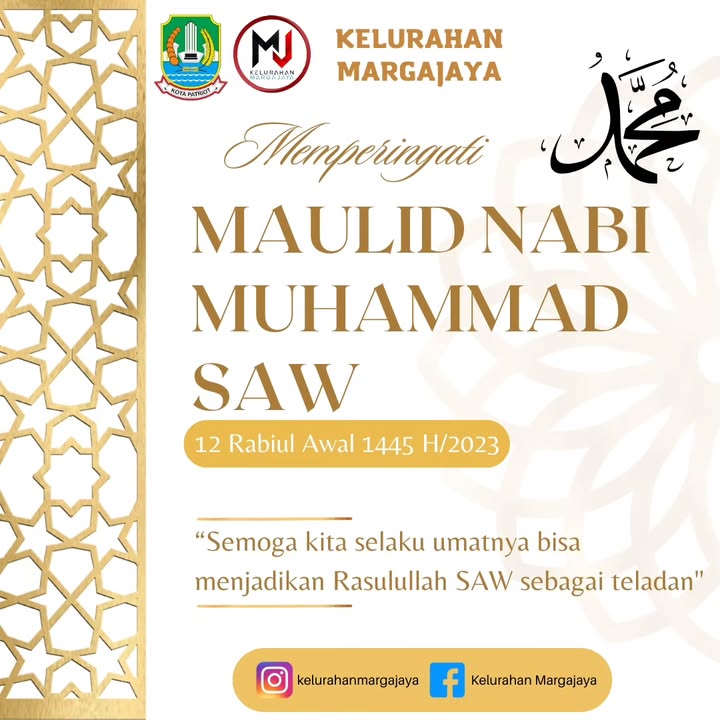 KOTA PATRIOT
MJ
KELURAHAN
MARGAJAYA
KELURAHAN
MARGAJAYA
مُحَمَّد
Memperingati
MAULID NABI
MUHAMMAD
SAW
12 Rabiul Awal 1445 H/2023
“Semoga kita selaku umatnya bisa
menjadikan Rasulullah SAW sebagai teladan"
kelurahanmargajaya
Kelurahan Margajaya